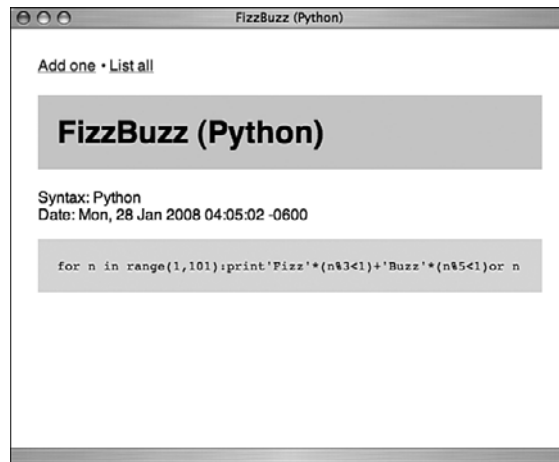 FizzBuzz (Python)
Add one • List all
FizzBuzz (Python)
Syntax: Python
Date: Mon, 28 Jan 2008 04:05:02 -0600
for n in range(1,101):print'Fizz'*(n%3<1)+'Buzz'*(n%5<1)or n